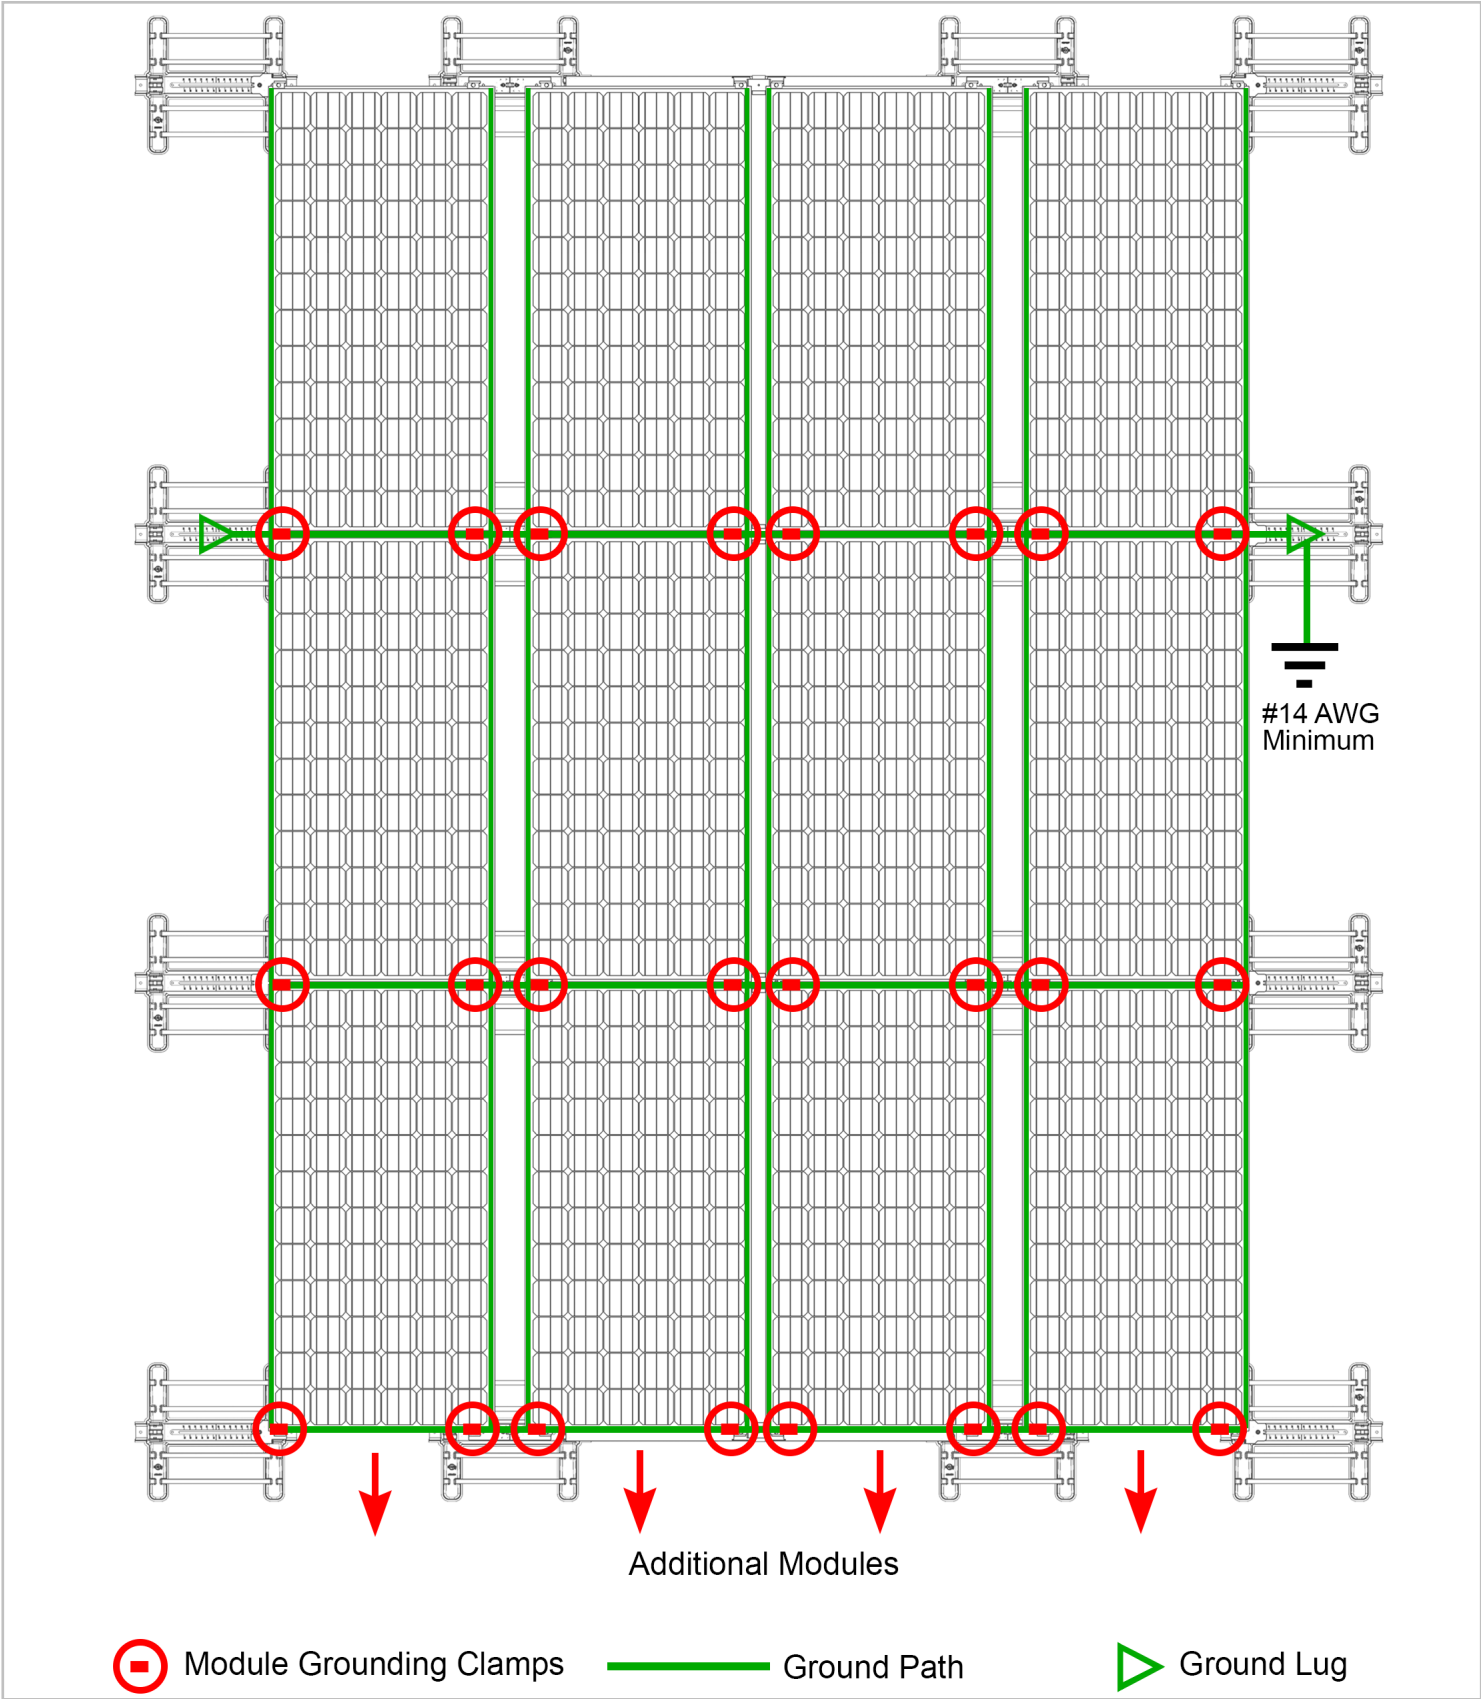 #14 AWG
Minimum
Additional Modules
Module Grounding Clamps
Ground Path
Ground Lug